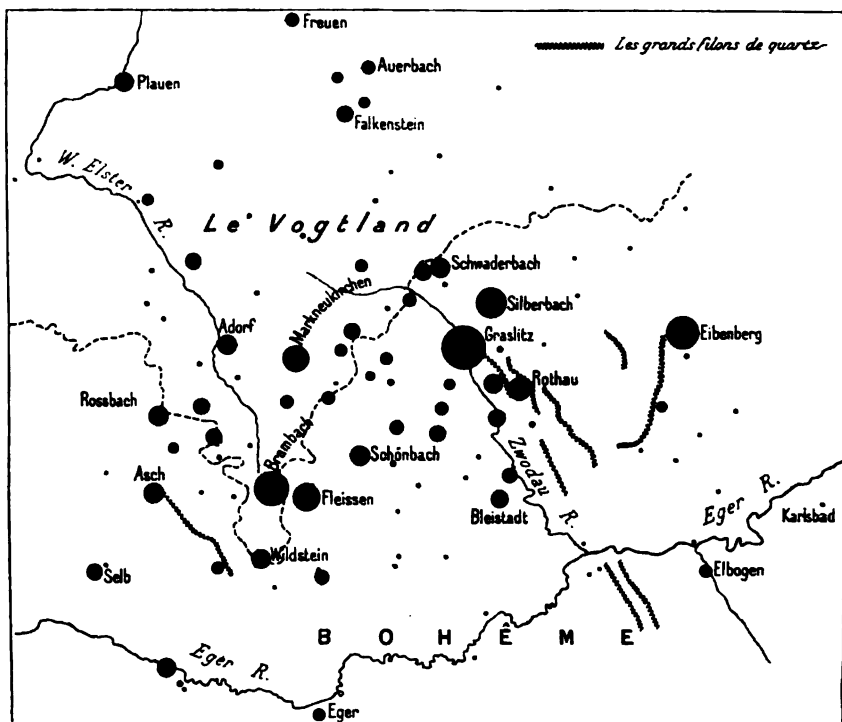 Freuen
Les grands filons de quartz
Auerbach
Plauen
Falkenstein
W. Elster R.
Le Vogtland
Schwaderbach
Markneukirchen
Silberbach
Adorf
Graslitz
Eibenberg
Rothau
Rossbach
Brambach
Schönbach
Zwodau R.
Asch
Fleissen
Bleistadt
Eger R.
Karlsbad
Wildstein
Selb
Elbogen
BOHÊME
Eger R.
Eger